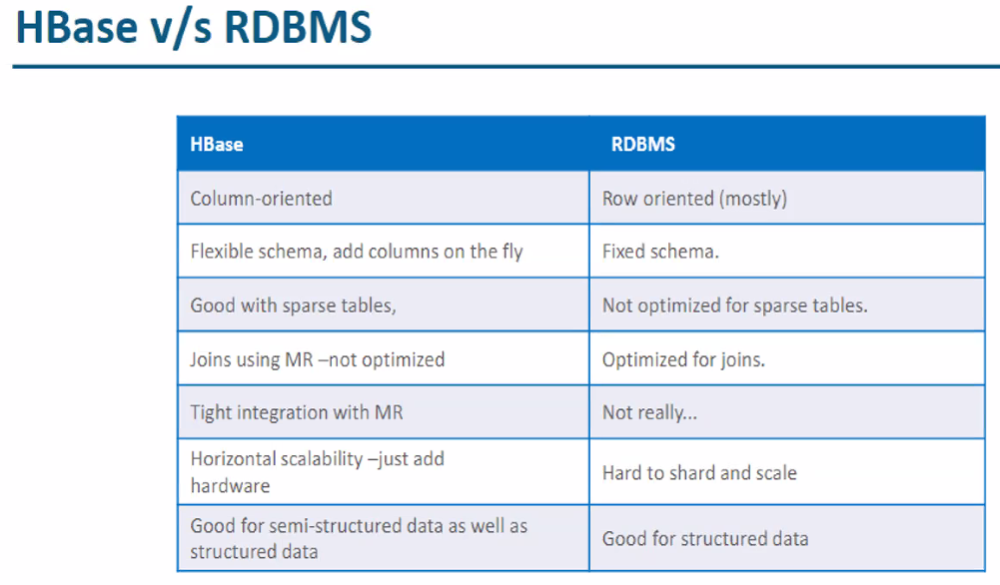 HBase v/s RDBMS
HBase
RDBMS
Column-oriented
Row oriented (mostly)
Flexible schema, add columns on the fly
Fixed schema.
Good with sparse tables,
Not optimized for sparse tables.
Joins using MR –not optimized
Optimized for joins.
Tight integration with MR
Not really...
Horizontal scalability –just add
hardware
Hard to shard and scale
Good for semi-structured data as well as
structured data
Good for structured data